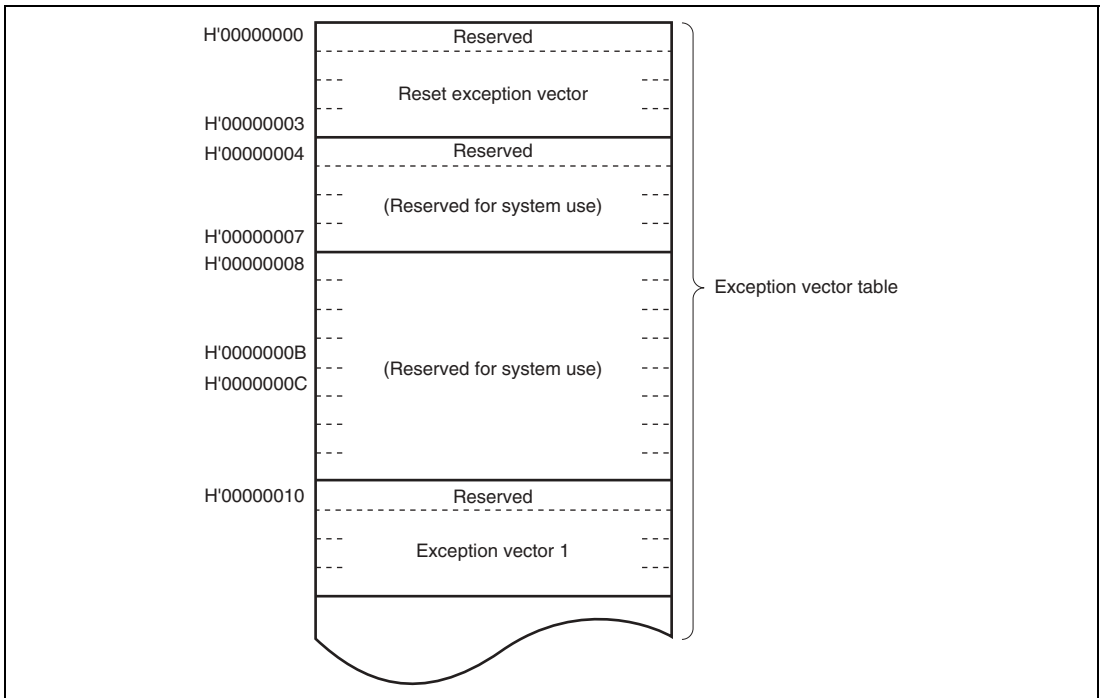 H'00000000
Reserved
Reset exception vector
H'00000003
H'00000004
Reserved
(Reserved for system use)
H'00000007
H'00000008
Exception vector table
H'0000000B
(Reserved for system use)
H'0000000C
H'00000010
Reserved
Exception vector 1